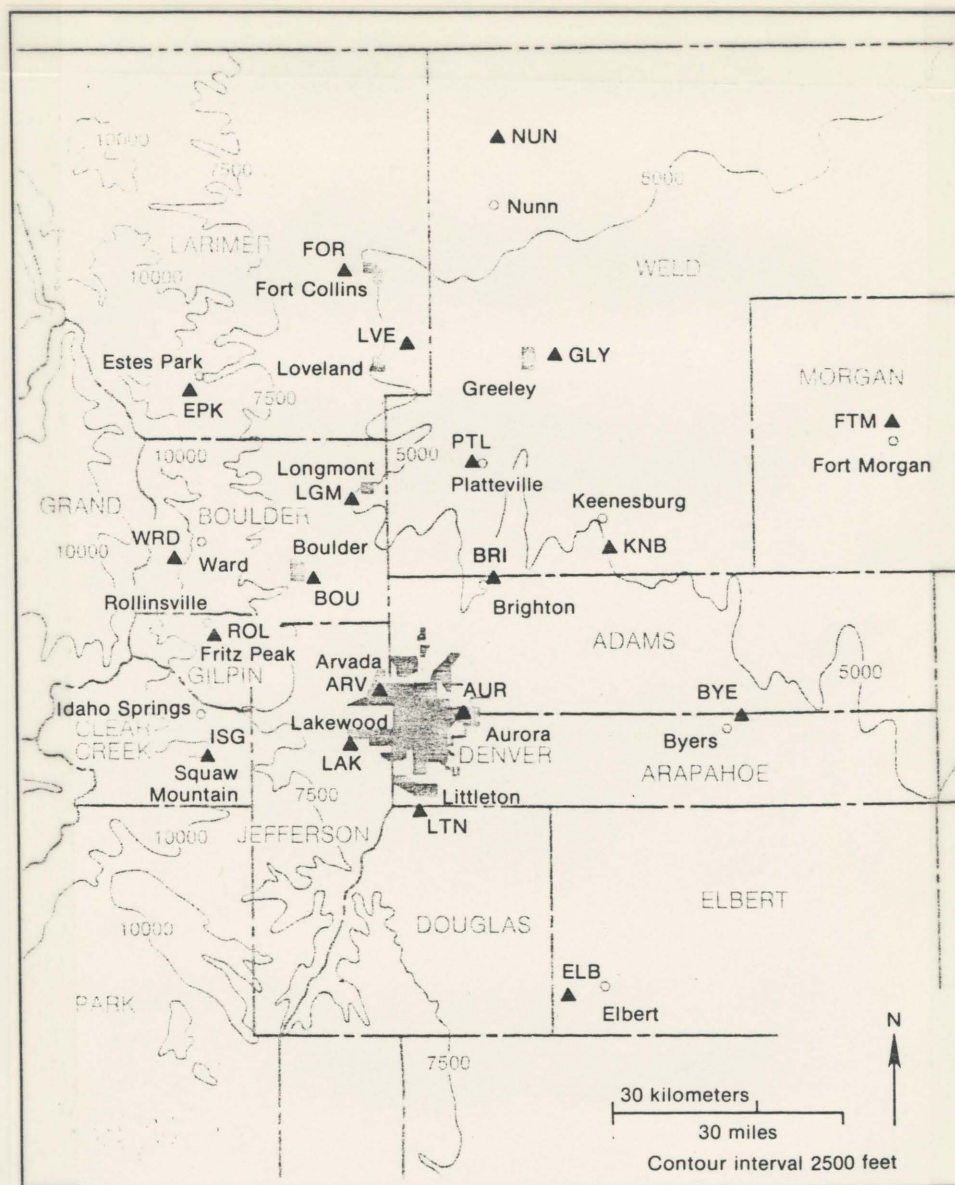 10000
7500
NUN
5000
Nunn
LARIMER
FOR
Fort Collins
WELD
10000
LVE
Loveland
GLY
Greeley
MORGAN
Estes Park
EPK
7500
FTM
Fort Morgan
10000
5000
PTL
Platteville
Longmont
LGM
Keenesburg
GRAND
BOULDER
WRD
10000
Ward
Boulder
BOU
BRI
KNB
Brighton
Rollinsville
ROL
Fritz Peak
GILPIN
ADAMS
5000
Arvada
ARV
AUR
Aurora
BYE
Byers
Idaho Springs
CLEAR
CREEK
ISG
Squaw
Mountain
Lakewood
LAK
DENVER
ARAPAHOE
7500
Littleton
LTN
10000
JEFFERSON
10000
DOUGLAS
ELBERT
PARK
ELB
Elbert
7500
N
30 kilometers
30 miles
Contour interval 2500 feet